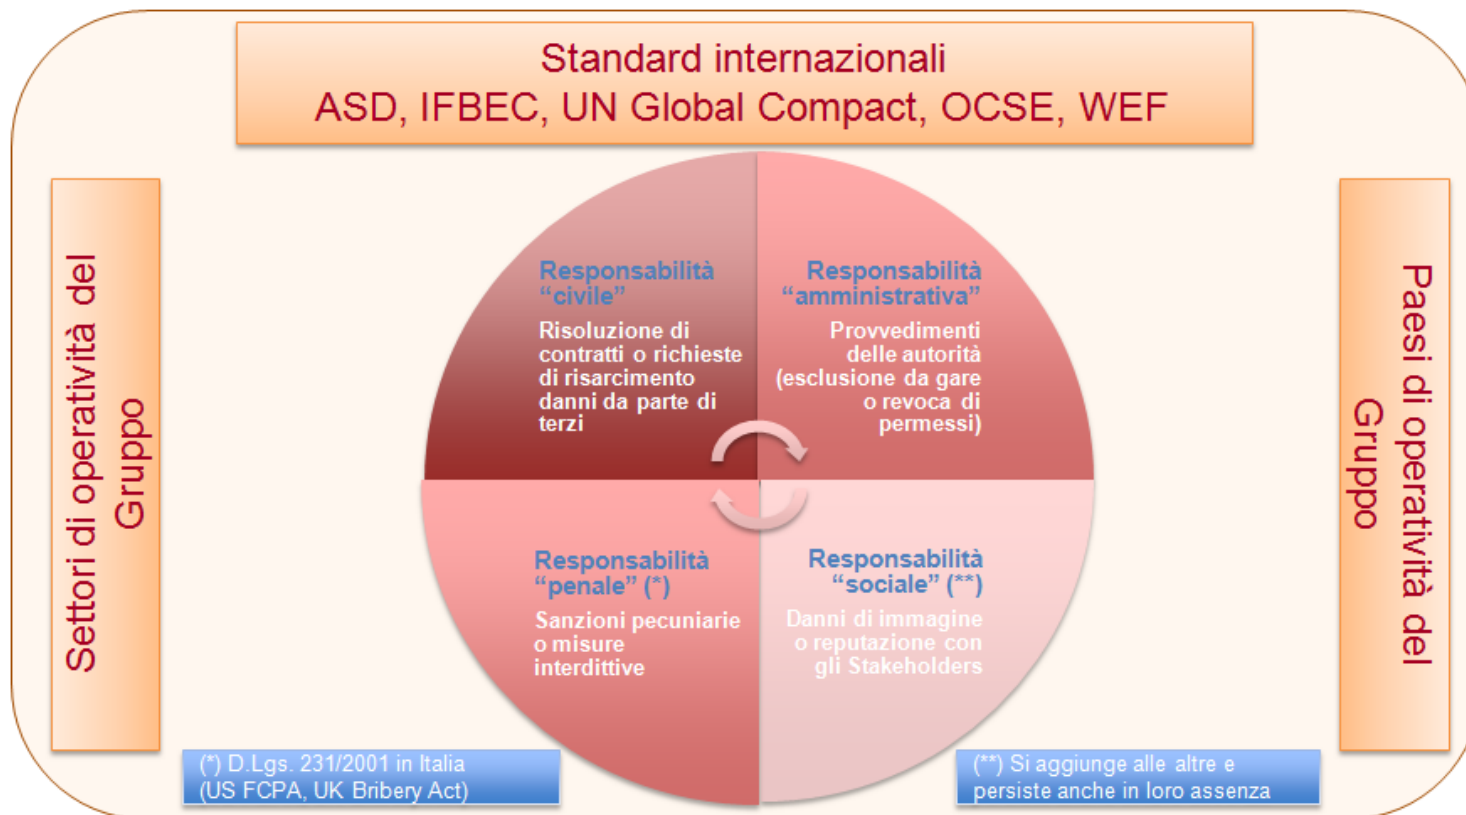 Standard internazionali
ASD, IFBEC, UN Global Compact, OCSE, WEF
Settori di operatività del
Gruppo
Responsabilità
“civile”
Risoluzione di
contratti o richieste
di risarcimento
danni da parte di
terzi
Responsabilità
“amministrativa”
Provvedimenti
delle autorità
(esclusione da gare
o revoca di
permessi)
Responsabilità
“penale” (*)
Sanzioni pecuniarie
o misure
interdittive
Responsabilità
“sociale” (**)
Danni di immagine
o reputazione con
gli Stakeholders
Paesi di operatività del
Gruppo
(*) D.Lgs. 231/2001 in Italia
(US FCPA, UK Bribery Act)
(**) Si aggiunge alle altre e
persiste anche in loro assenza